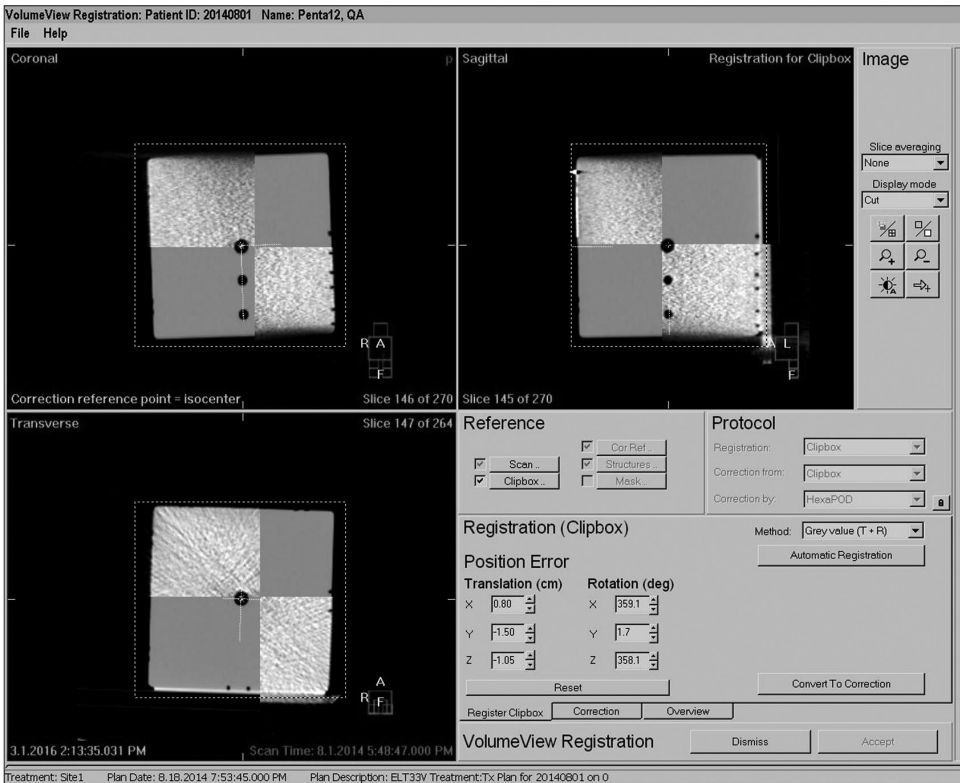 VolumeView Registration: Patient ID: 20140801 Name: Penta12, QA
File Help
Coronal
p
Correction reference point = isocenter
Slice 146 of 270
R A
F
Sagittal
Registration for Clipbox
Slice 145 of 270
A L
F
Image
Slice averaging
None
Display mode
Cut
Transverse
Slice 147 of 264
A
R F
3.1.2016 2:13:35.031 PM
Scan Time: 8.1.2014 5:48:47.000 PM
Reference
Scan ..
Clipbox ..
Cor Ref ..
Structures ..
Mask ..
Protocol
Registration: Clipbox
Correction from: Clipbox
Correction by: HexaPOD
Registration (Clipbox)
Method: Grey value (T + R)
Automatic Registration
Position Error
Translation (cm) Rotation (deg)
X 0.80 X 359.1
Y -1.50 Y 1.7
Z -1.05 Z 358.1
Reset
Convert To Correction
Register Clipbox Correction Overview
VolumeView Registration
Dismiss
Accept
Treatment: Site1 Plan Date: 8.18.2014 7:53:45.000 PM Plan Description: ELT33V Treatment:Tx Plan for 20140801 on 0